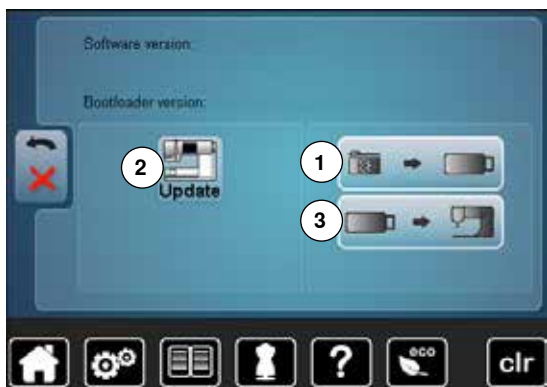 Software version:
Bootloader version:
2
Update
1
3
?
eco
clr